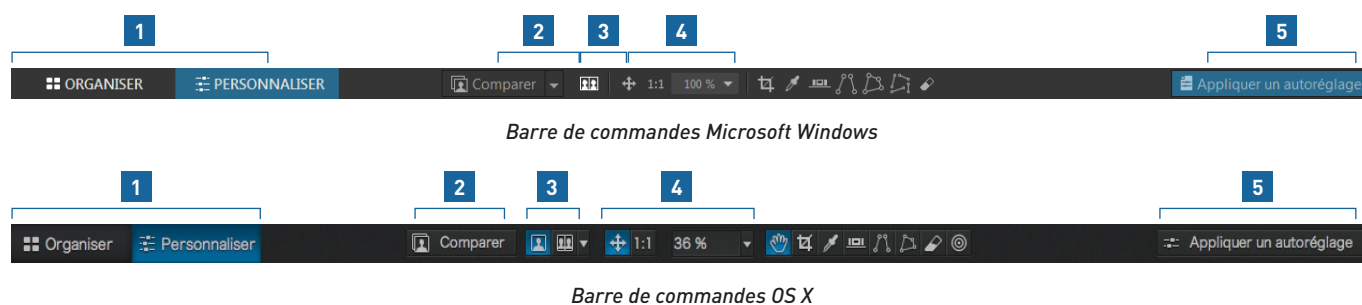 1 2 3 4 5
ORGANISER PERSONNALISER Comparer 1:1 100 % Appliquer un autoréglage
Barre de commandes Microsoft Windows
1 2 3 4 5
Organiser Personnaliser Comparer 1:1 36 % Appliquer un autoréglage
Barre de commandes OS X